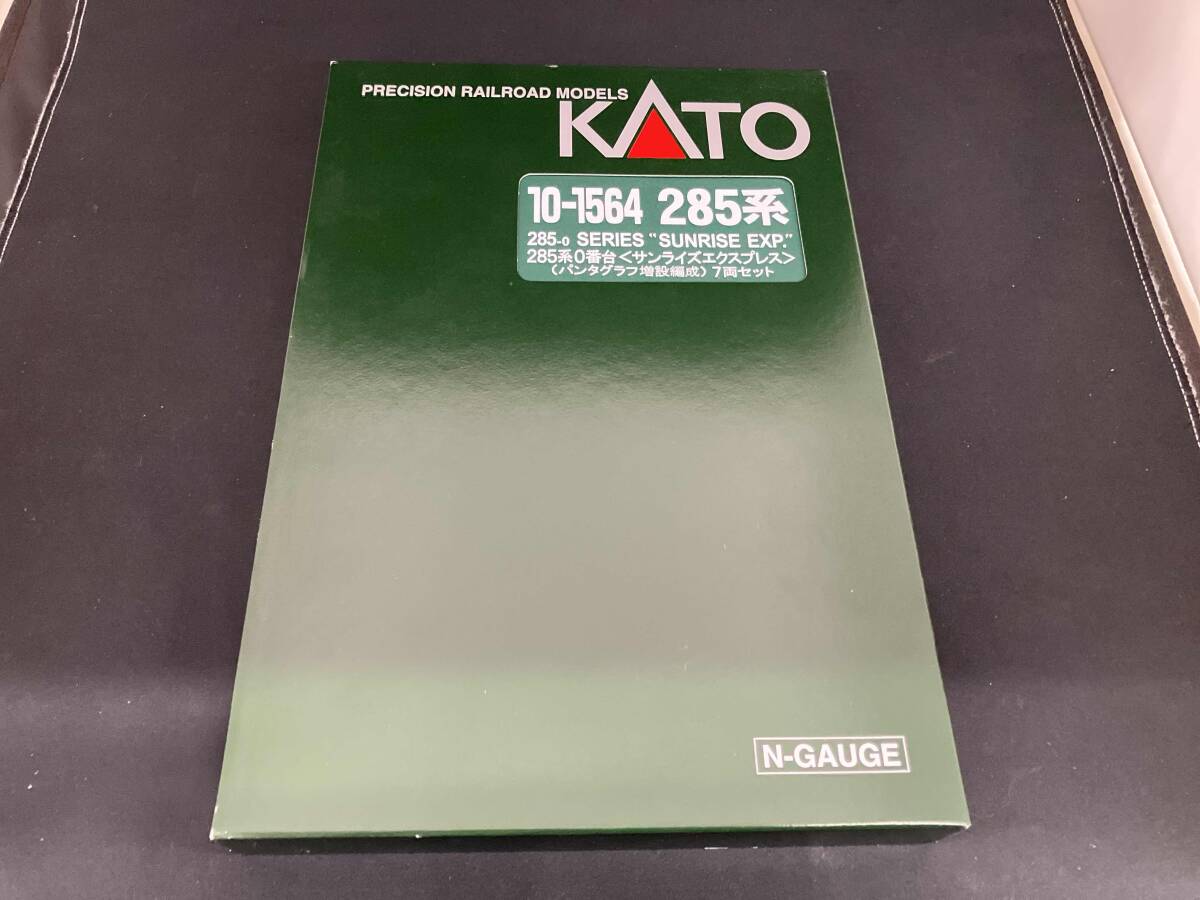 PRECISION RAILROAD MODELS
KATO
10-1564 285系
285-0 SERIES "SUNRISE EXP."
285系0番台<サンライズエクスプレス>
(パンタグラフ増設編成) 7両セット
N-GAUGE